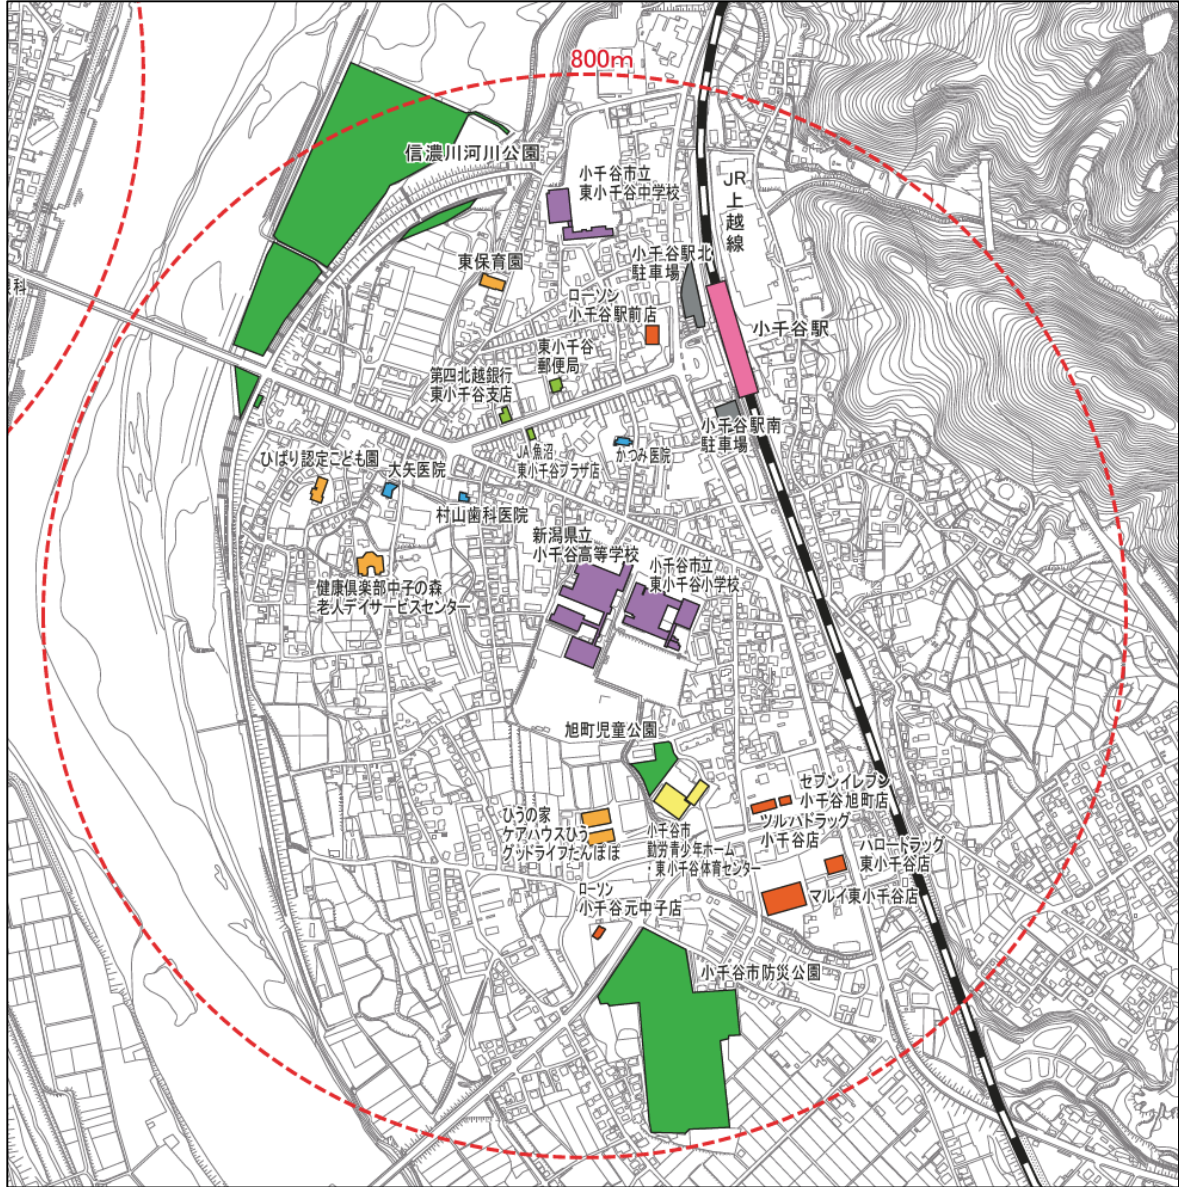 800m
信濃川河川公園
小千谷市立
東小千谷中学校
JR上越線
東保育園
小千谷駅北
駐車場
科
ローソン
小千谷駅前店
小千谷駅
東小千谷
郵便局
第四北越銀行
東小千谷支店
小千谷駅南
駐車場
JA魚沼
東小千谷プラザ店
かつみ医院
ひばり認定こども園
大矢医院
村山歯科医院
新潟県立
小千谷高等学校
小千谷市立
東小千谷小学校
健康倶楽部中子の森
老人デイサービスセンター
旭町児童公園
セブンイレブン
小千谷旭町店
ツルハドラッグ
小千谷店
ひうの家
ケアハウスひう
グッドライフたんぽぽ
小千谷市
勤労青少年ホーム
・東小千谷体育センター
ハロードラッグ
東小千谷店
マルイ東小千谷店
ローソン
小千谷元中子店
小千谷市防災公園